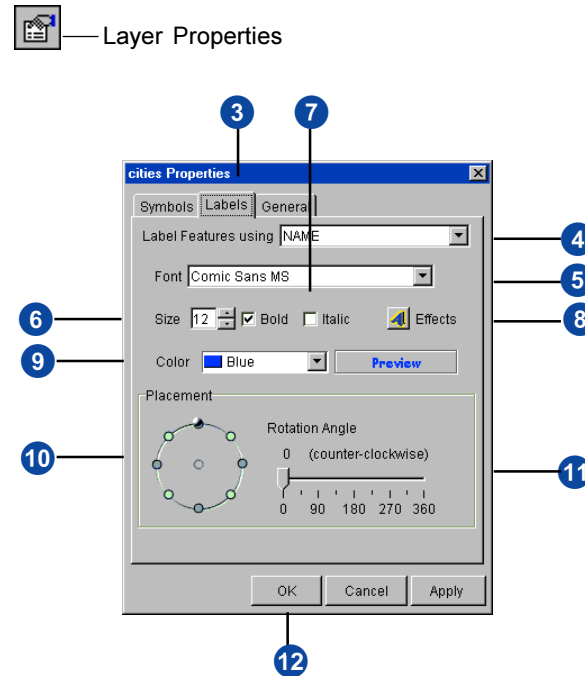 Layer Properties
3 7
cities Properties
Symbols Labels General
Label Features using NAME
4
Font Comic Sans MS
5
6
Size 12 Bold Italic Effects
8
9
Color Blue Preview
Placement
Rotation Angle
0 (counter-clockwise)
10
11
0 90 180 270 360
OK Cancel Apply
12